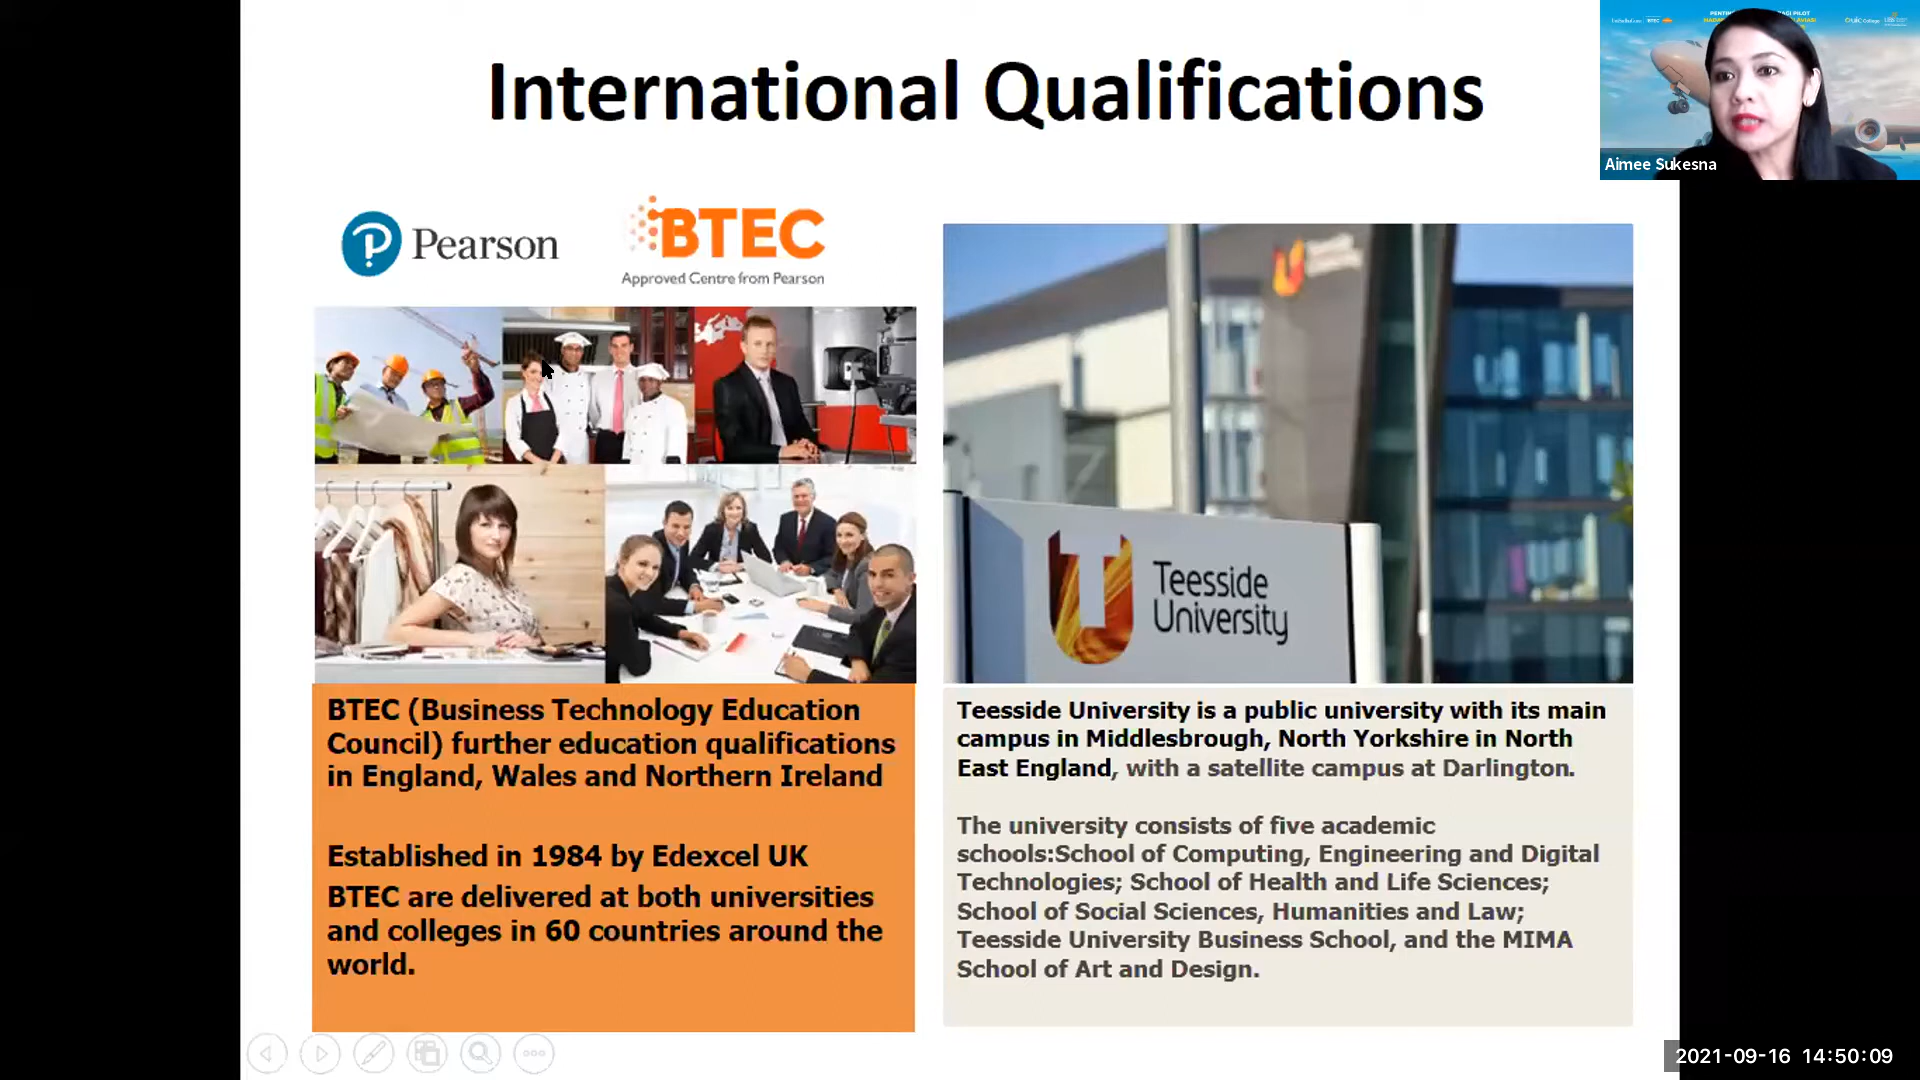 International Qualifications
Aimee Sukesna
Pearson
BTEC
Approved Centre from Pearson
Teesside
University
BTEC (Business Technology Education
Council) further education qualifications
in England, Wales and Northern Ireland
Established in 1984 by Edexcel UK
BTEC are delivered at both universities
and colleges in 60 countries around the
world.
Teesside University is a public university with its main
campus in Middlesbrough, North Yorkshire in North
East England, with a satellite campus at Darlington.
The university consists of five academic
schools:School of Computing, Engineering and Digital
Technologies; School of Health and Life Sciences;
School of Social Sciences, Humanities and Law;
Teesside University Business School, and the MIMA
School of Art and Design.
2021-09-16 14:50:09